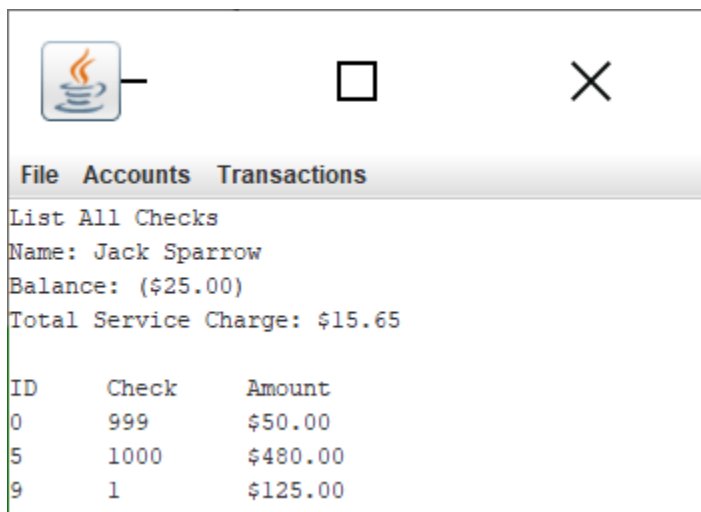 File Accounts Transactions
List All Checks
Name: Jack Sparrow
Balance: ($25.00)
Total Service Charge: $15.65
ID Check Amount
0 999 $50.00
5 1000 $480.00
9 1 $125.00